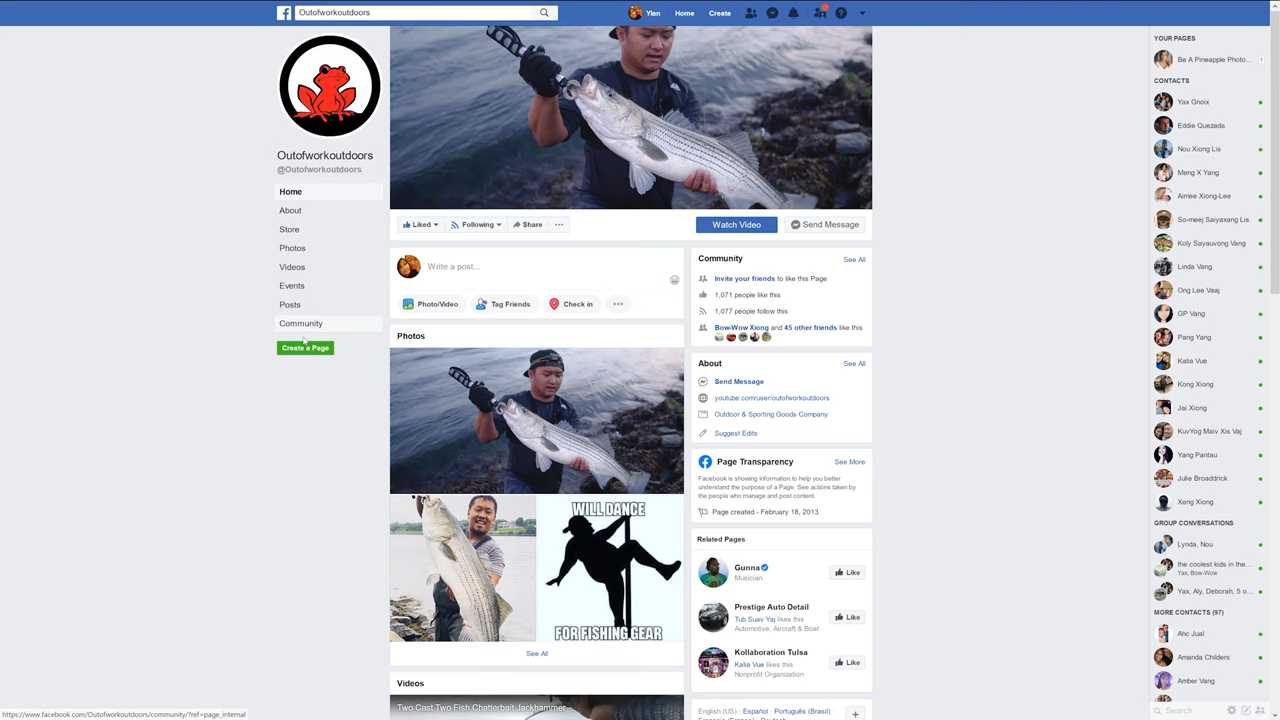 Outofworkoutdoors
Ylan
Home
Create
Outofworkoutdoors
@Outofworkoutdoors
Home
About
Store
Photos
Videos
Events
Posts
Community
Create a Page
Liked
Following
Share
Watch Video
Send Message
Write a post...
Photo/Video
Tag Friends
Check in
Photos
WILL DANCE
FOR FISHING GEAR
See All
Videos
Two Cast Two Fish Chatterbait Jackhammer
Community
See All
Invite your friends to like this Page
1,071 people like this
1,077 people follow this
Bow-Wow Xiong and 45 other friends like this
About
See All
Send Message
youtube.com/user/outofworkoutdoors
Outdoor & Sporting Goods Company
Suggest Edits
Page Transparency
See More
Facebook is showing information to help you better
understand the purpose of a Page. See actions taken by
the people who manage and post content.
Page created - February 18, 2013
Related Pages
Gunna
Musician
Like
Prestige Auto Detail
Tub Suav Yaj likes this
Automotive, Aircraft & Boat
Like
Kollaboration Tulsa
Kalia Vue likes this
Nonprofit Organization
Like
English (US) · Español · Português (Brasil)
YOUR PAGES
Be A Pineapple Photo... 1
CONTACTS
Yax Gnoix
Eddie Quezada
Nou Xiong Lis
Meng X Yang
Aimee Xiong-Lee
So-meej Saiyaxang Lis
Koly Sayauvong Vang
Linda Vang
Ong Lee Vaaj
GP Vang
Pang Yang
Kalia Vue
Kong Xiong
Jai Xiong
KuvYog Maiv Xis Vaj
Yang Pantau
Julie Broaddrick
Xeng Xiong
GROUP CONVERSATIONS
Lynda, Nou
the coolest kids in the...
Yax, Bow-Wow
Yax, Aly, Deborah, 5 o...
MORE CONTACTS (97)
Ahc Jual
Amanda Childers
Amber Vang
Search
https://www.facebook.com/Outofworkoutdoors/community/?ref=page_internal